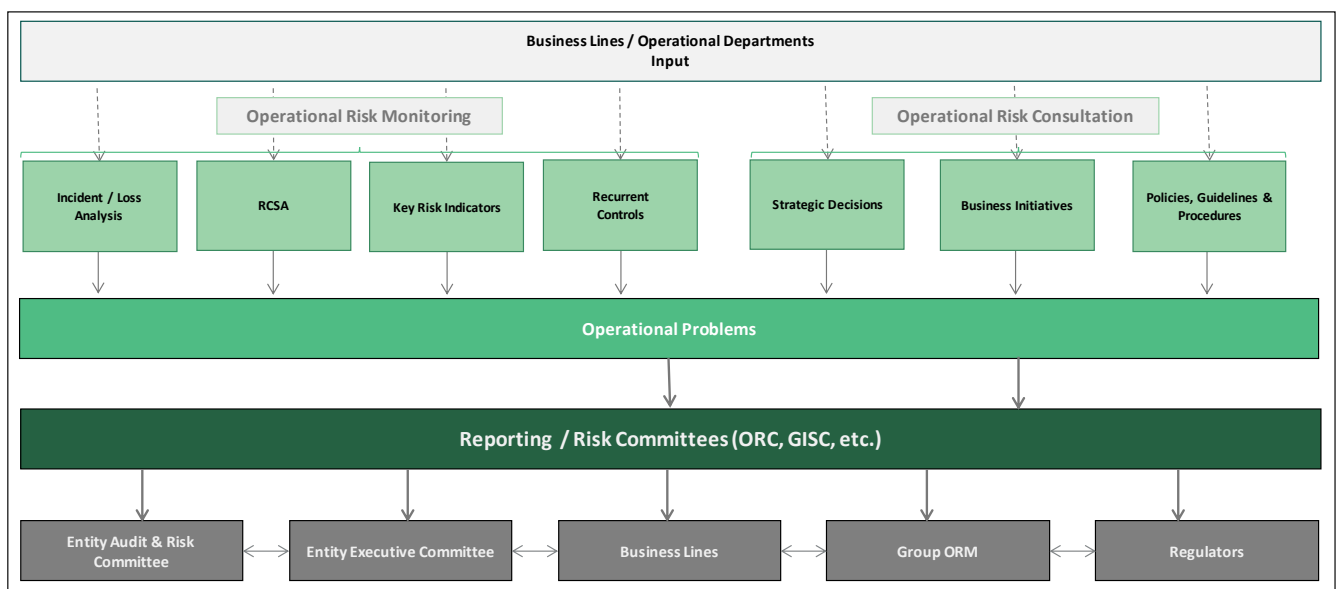 Business Lines / Operational Departments
Input
Operational Risk Monitoring
Operational Risk Consultation
Incident / Loss
Analysis
RCSA
Key Risk Indicators
Recurrent
Controls
Strategic Decisions
Business Initiatives
Policies, Guidelines &
Procedures
Operational Problems
Reporting / Risk Committees (ORC, GISC, etc.)
Entity Audit & Risk
Committee
Entity Executive Committee
Business Lines
Group ORM
Regulators